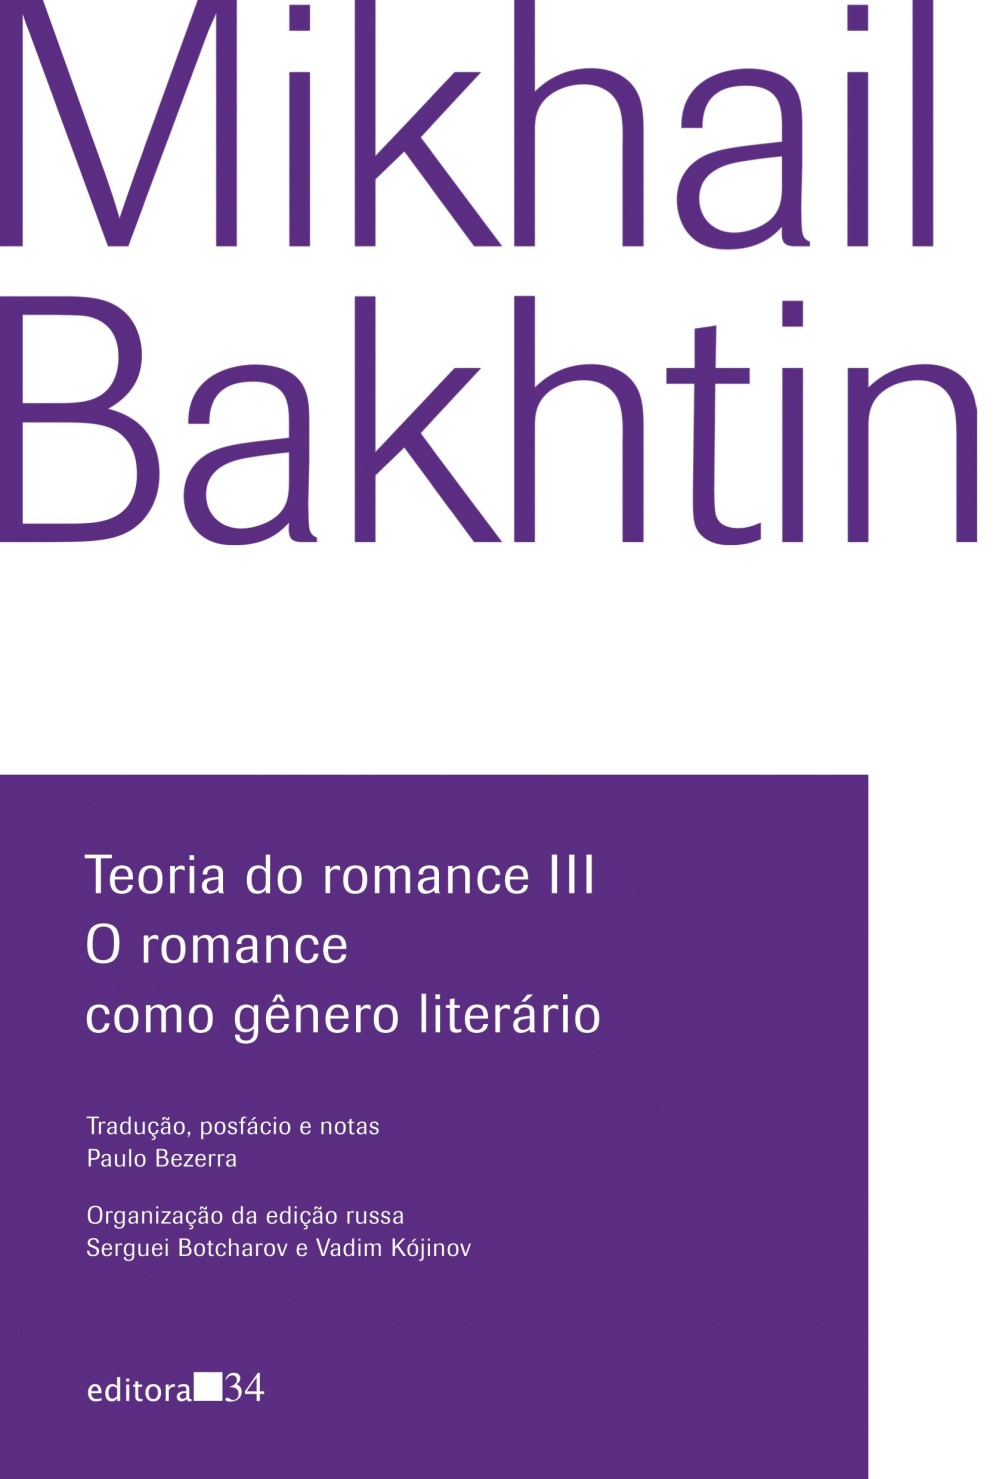 Mikhail
Bakhtin
Teoria do romance III
O romance
como gênero literário
Tradução, posfácio e notas
Paulo Bezerra
Organização da edição russa
Serguei Botcharov e Vadim Kójinov
editora 34